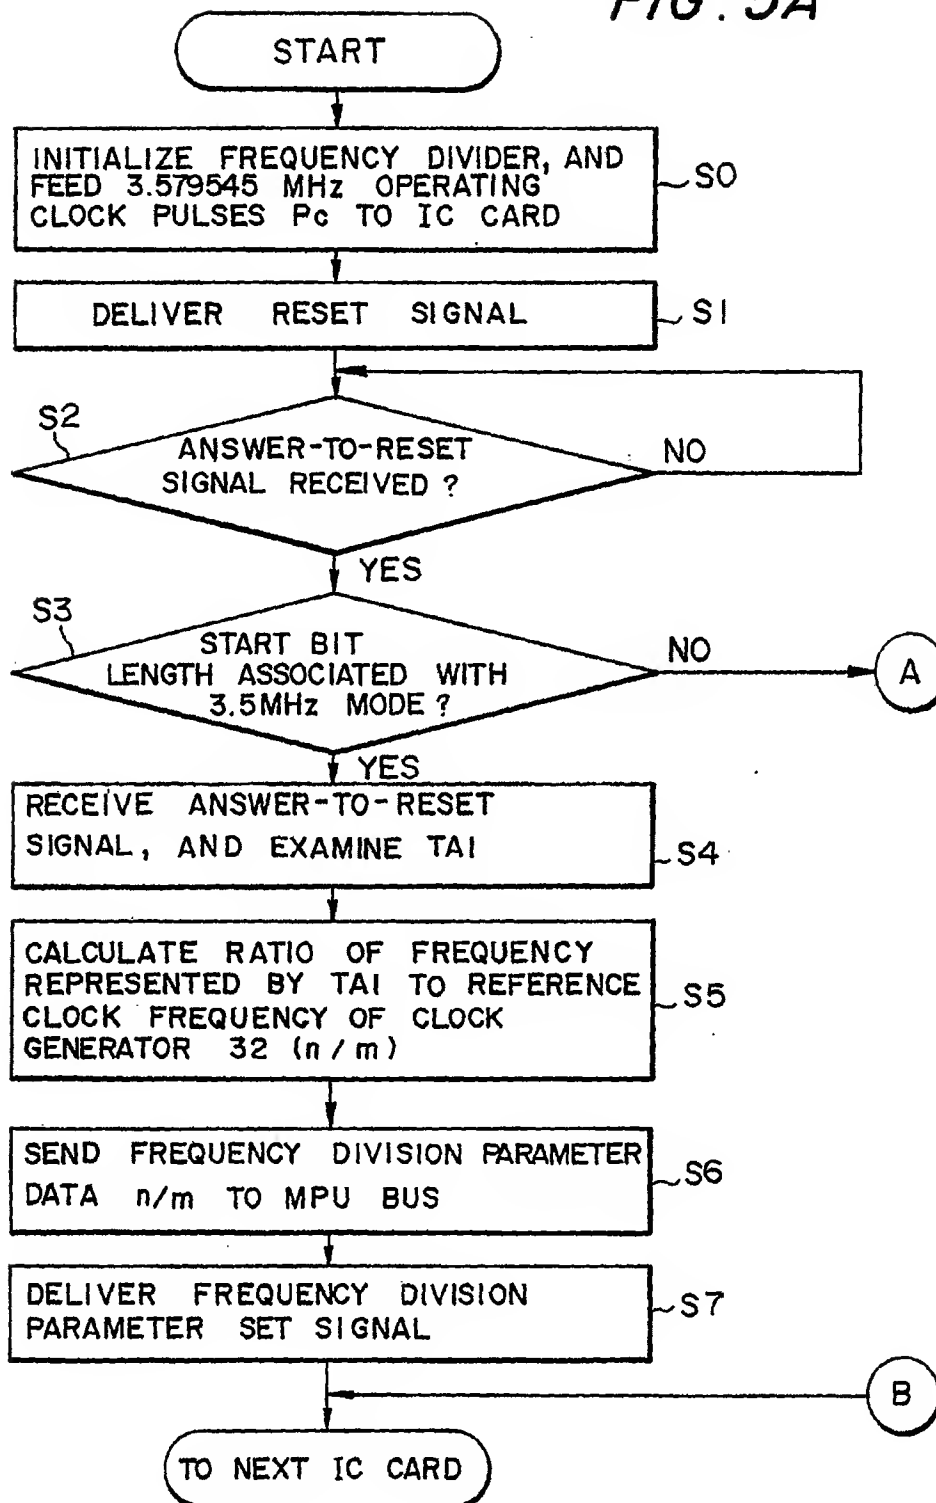 FIG. 5A
START
INITIALIZE FREQUENCY DIVIDER, AND
FEED 3.579545 MHz OPERATING
CLOCK PULSES Pc TO IC CARD
S0
DELIVER RESET SIGNAL
S1
S2
ANSWER-TO-RESET
SIGNAL RECEIVED ?
NO
YES
S3
START BIT
LENGTH ASSOCIATED WITH
3.5MHz MODE ?
NO
A
YES
RECEIVE ANSWER-TO-RESET
SIGNAL, AND EXAMINE TA1
S4
CALCULATE RATIO OF FREQUENCY
REPRESENTED BY TA1 TO REFERENCE
CLOCK FREQUENCY OF CLOCK
GENERATOR 32 (n/m)
S5
SEND FREQUENCY DIVISION PARAMETER
DATA n/m TO MPU BUS
S6
DELIVER FREQUENCY DIVISION
PARAMETER SET SIGNAL
S7
B
TO NEXT IC CARD